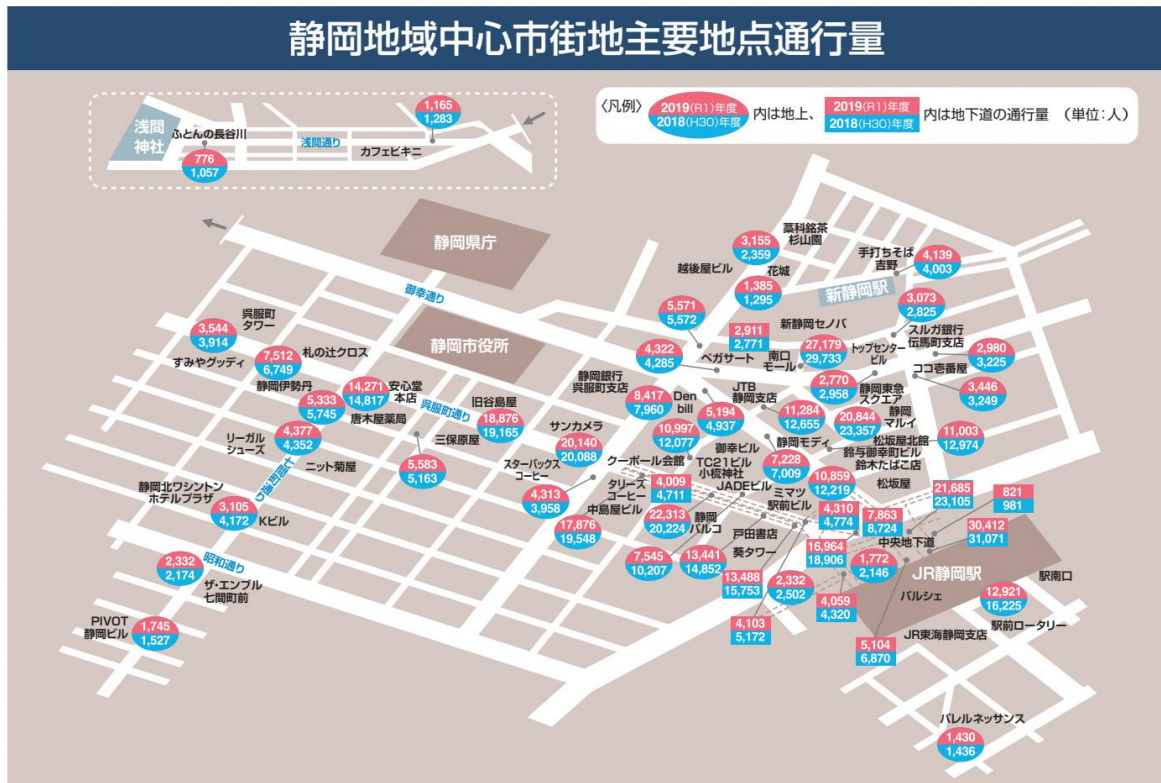 静岡地域中心市街地主要地点通行量
〈凡例〉
2019(R1)年度
2018(H30)年度
内は地上、
2019(R1)年度
2018(H30)年度
内は地下道の通行量 (単位:人)
浅間
神社
ふとんの長谷川
776
1,057
浅間通り
カフェビキニ
1,165
1,283
静岡県庁
御幸通り
静岡市役所
呉服町
タワー
3,544
3,914
すみやグッディ
7,512
6,749
札の辻クロス
静岡伊勢丹
5,333
5,745
14,271
14,817
安心堂
本店
唐木屋薬局
呉服町通り
旧谷島屋
18,876
19,165
三保原屋
リーガル
シューズ
4,377
4,352
ニット菊屋
5,583
5,163
七間町通り
静岡北ワシントン
ホテルプラザ
3,105
4,172
Kビル
昭和通り
2,332
2,174
ザ・エンブル
七間町前
PIVOT
静岡ビル
1,745
1,527
藁科銘茶
杉山園
3,155
2,359
越後屋ビル
花城
1,385
1,295
手打ちそば
吉野
4,139
4,003
新静岡駅
3,073
2,825
スルガ銀行
伝馬町支店
2,980
3,225
5,571
5,572
2,911
2,771
新静岡セノバ
27,179
29,733
トップセンター
ビル
4,322
4,285
ペガサート
南口
モール
ココ壱番屋
3,446
3,249
静岡銀行
呉服町支店
8,417
7,960
Den
bill
5,194
4,937
JTB
静岡支店
2,770
2,958
静岡東急
スクエア
11,284
12,655
20,844
23,357
静岡
マルイ
11,003
12,974
サンカメラ
20,140
20,088
10,997
12,077
御幸ビル
静岡モディ
7,228
7,009
松坂屋北館
鈴与御幸町ビル
鈴木たばこ店
スターバックス
コーヒー
4,313
3,958
クーポール会館
TC21ビル
小梳神社
JADEビル
タリーズ
コーヒー
4,009
4,711
10,859
12,219
松坂屋
ミマツ
駅前ビル
中島屋ビル
17,876
19,548
22,313
20,224
静岡
パルコ
戸田書店
4,310
4,774
7,863
8,724
21,685
23,105
821
981
中央地下道
30,412
31,071
7,545
10,207
13,441
14,852
葵タワー
16,964
18,906
1,772
2,146
JR静岡駅
13,488
15,753
2,332
2,502
4,059
4,320
パルシェ
駅南口
12,921
16,225
駅前ロータリー
4,103
5,172
JR東海静岡支店
5,104
6,870
パレルネッサンス
1,430
1,436